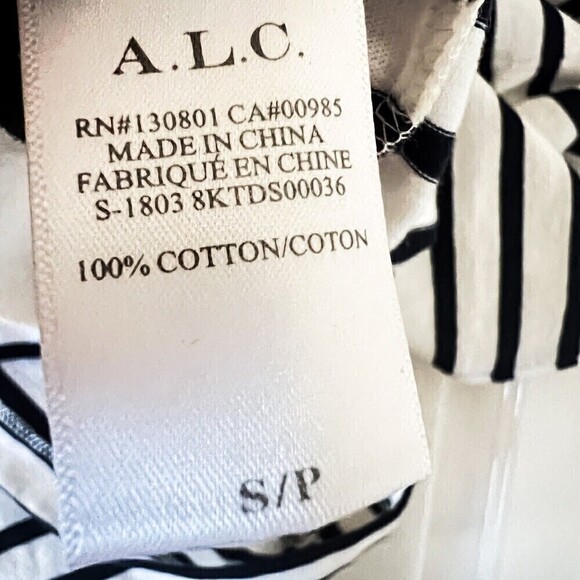 A.L.C.
RN#130801 CA#00985
MADE IN CHINA
FABRIQUÉ EN CHINE
S-1803 8KTDS00036
100% COTTON/COTON
S/P